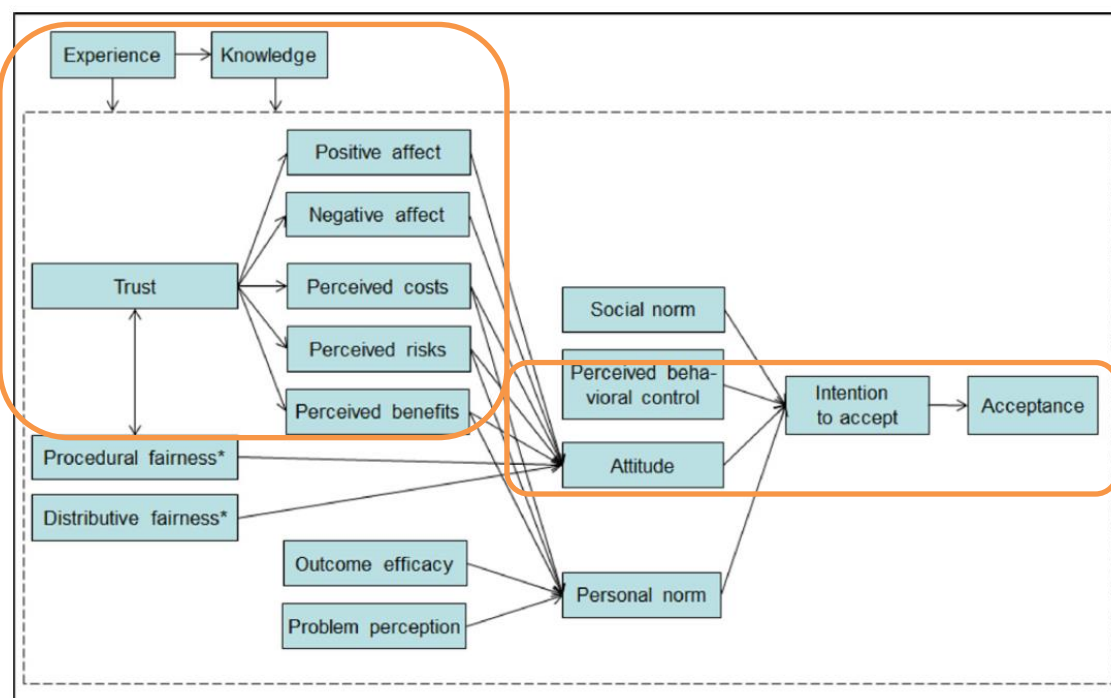 Experience
Knowledge
Positive affect
Negative affect
Trust
Perceived costs
Social norm
Perceived risks
Perceived beha-
vioral control
Intention
to accept
Acceptance
Perceived benefits
Procedural fairness*
Attitude
Distributive fairness*
Outcome efficacy
Personal norm
Problem perception